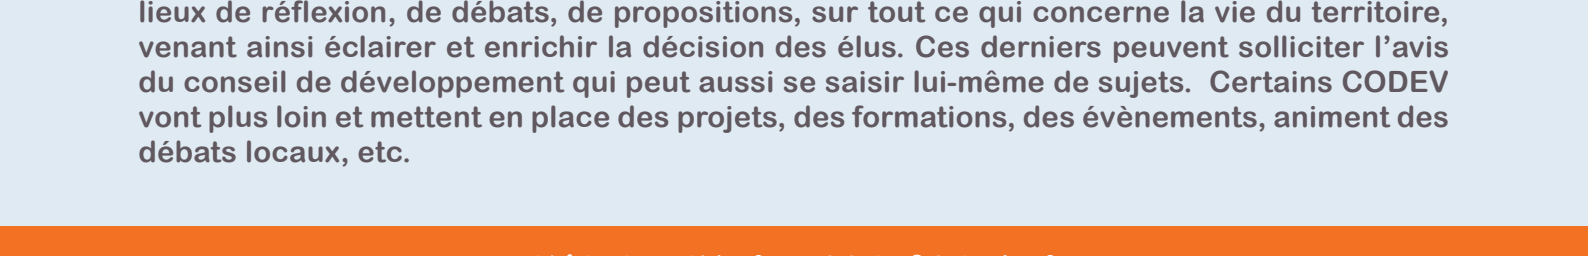 lieux de réflexion, de débats, de propositions, sur tout ce qui concerne la vie du territoire,
venant ainsi éclairer et enrichir la décision des élus. Ces derniers peuvent solliciter l’avis
du conseil de développement qui peut aussi se saisir lui-même de sujets.  Certains CODEV
vont plus loin et mettent en place des projets, des formations, des évènements, animent des
débats locaux, etc.